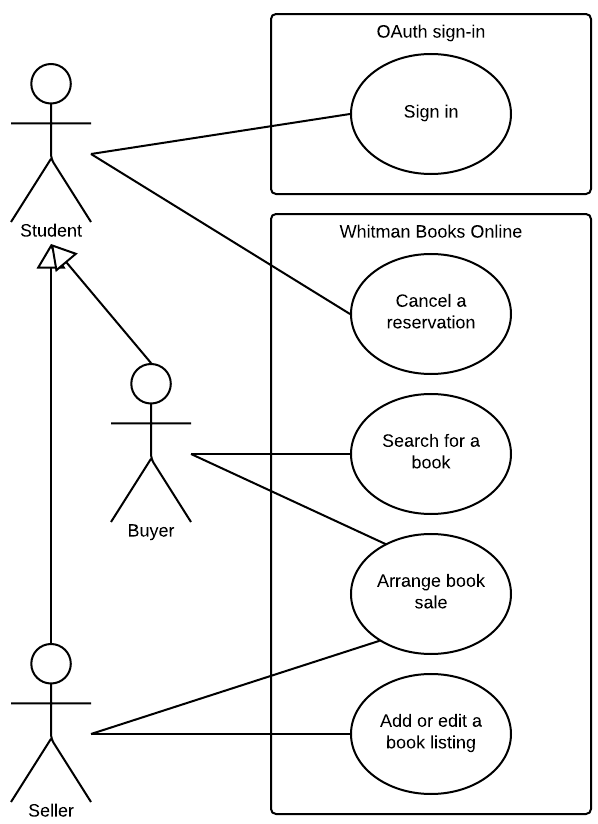 OAuth sign-in
Sign in
Student
Whitman Books Online
Cancel a
reservation
Search for a
book
Buyer
Arrange book
sale
Add or edit a
book listing
Seller